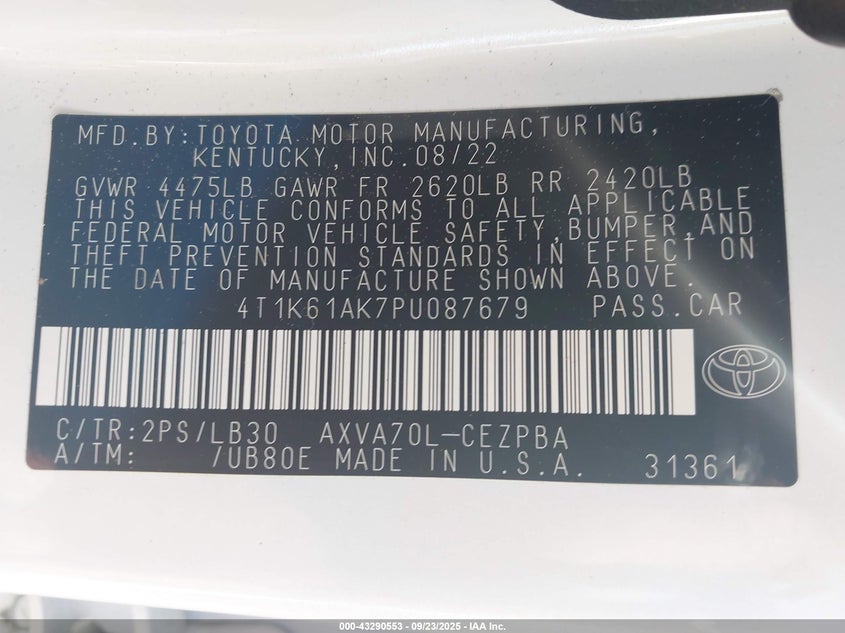 MFD.BY:TOYOTA MOTOR MANUFACTURING,
KENTUCKY,INC.08/22
GVWR 4475LB GAWR FR 2620LB RR 2420LB
THIS VEHICLE CONFORMS TO ALL APPLICABLE
FEDERAL MOTOR VEHICLE SAFETY,BUMPER,AND
THEFT PREVENTION STANDARDS IN EFFECT ON
THE DATE OF MANUFACTURE SHOWN ABOVE.
4T1K61AK7PU087679 PASS.CAR
C/TR:2PS/LB30 AXVA70L-CEZPBA
A/TM: /UB80E MADE IN U.S.A. 31361
000-43290553 - 09/23/2025 - IAA Inc.